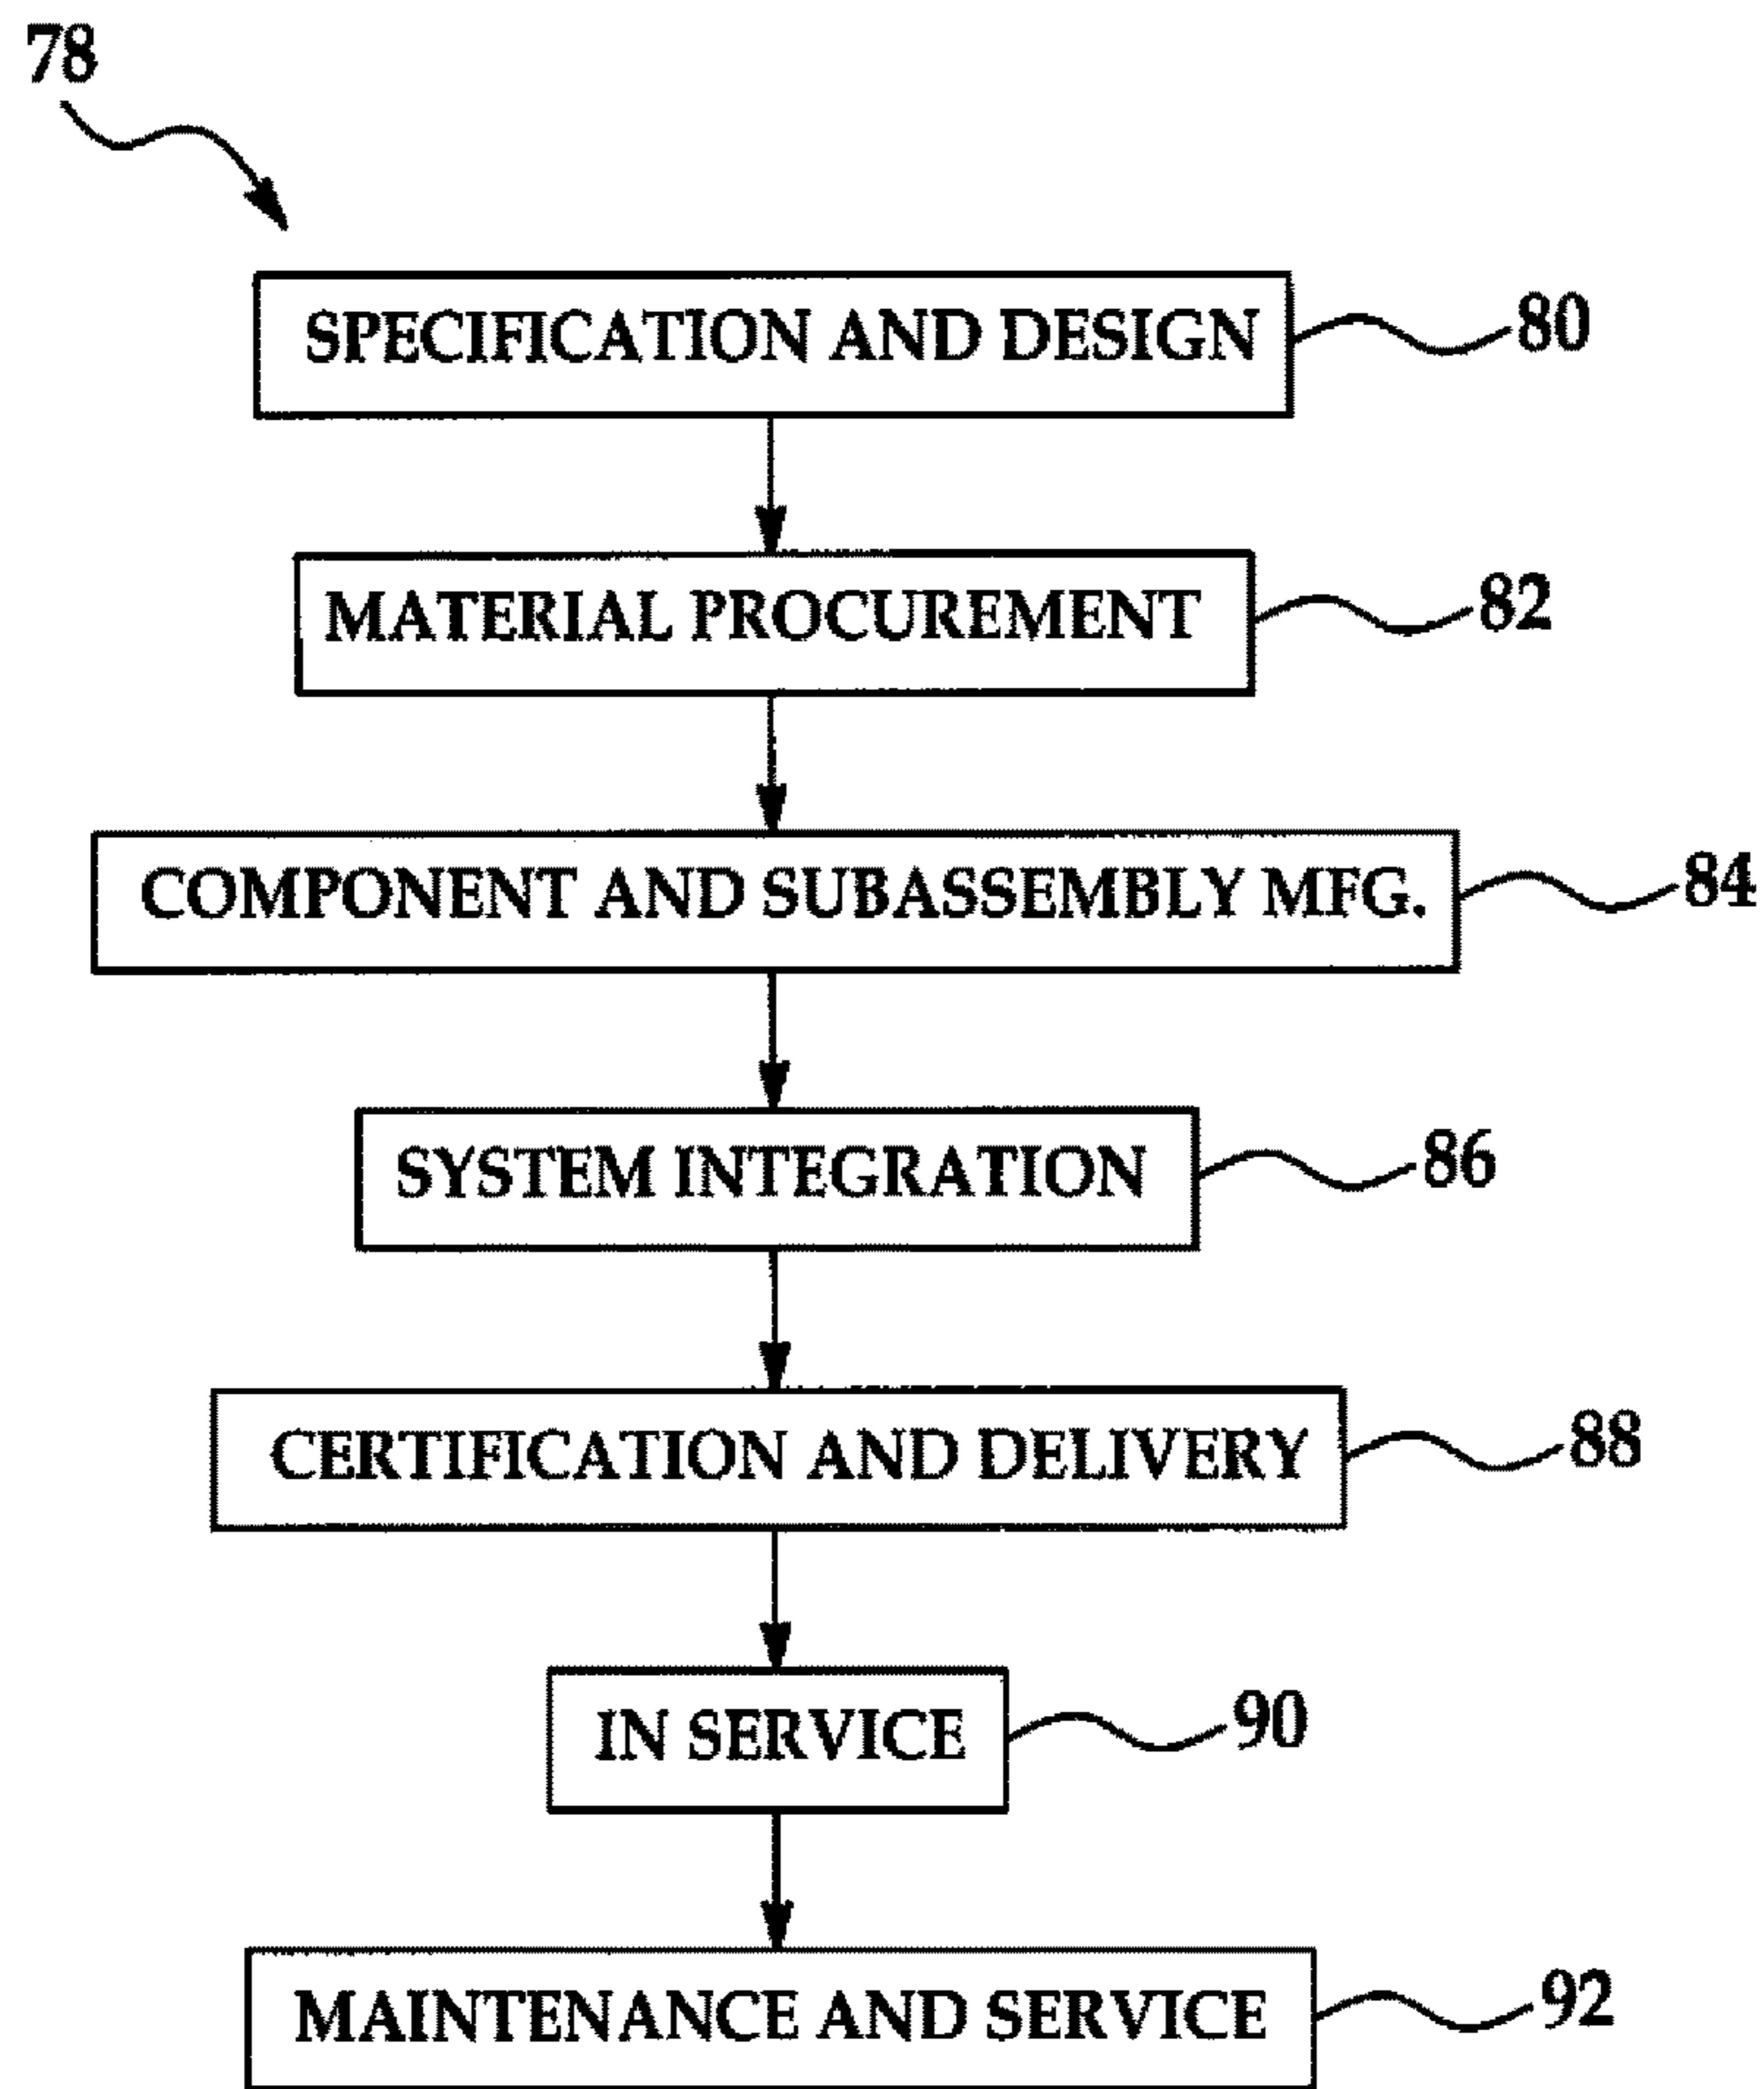 78
SPECIFICATION AND DESIGN 80
MATERIAL PROCUREMENT 82
COMPONENT AND SUBASSEMBLY MFG. 84
SYSTEM INTEGRATION 86
CERTIFICATION AND DELIVERY 88
IN SERVICE 90
MAINTENANCE AND SERVICE 92